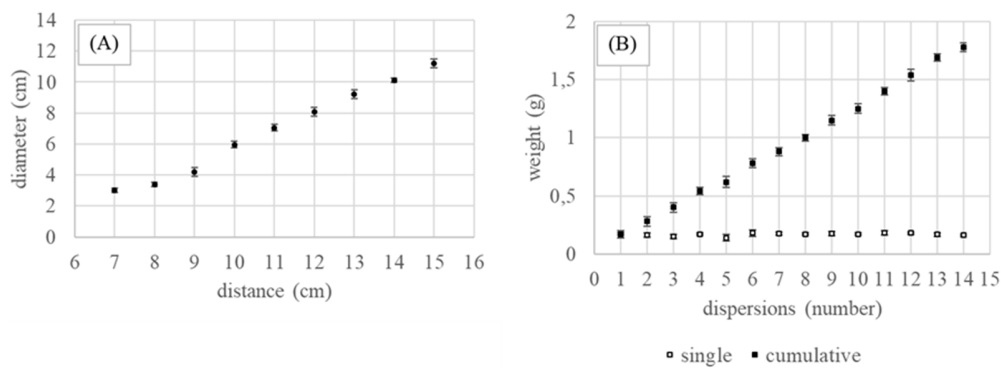 (A)
14
12
10
8
6
4
2
0
diameter (cm)
6 7 8 9 10 11 12 13 14 15 16
distance (cm)
(B)
2
1,5
1
0,5
0
weight (g)
0 1 2 3 4 5 6 7 8 9 10 11 12 13 14 15
dispersions (number)
single cumulative